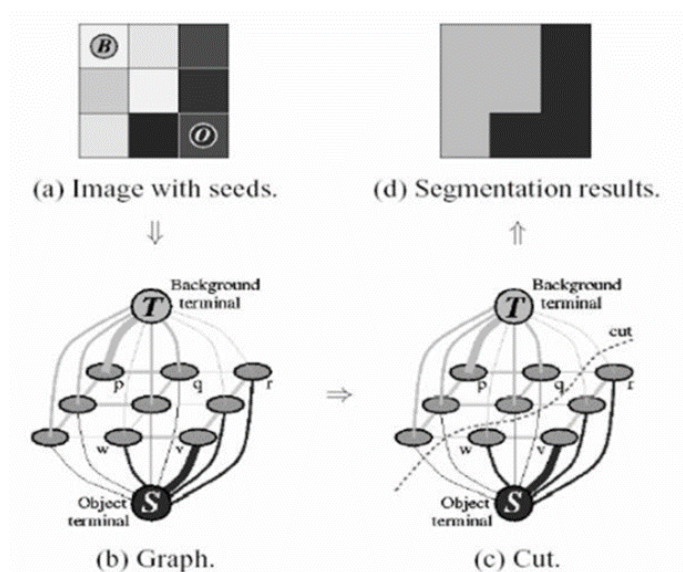 B
O
(a) Image with seeds.
(d) Segmentation results.
Background
terminal
T
p
q
r
w
v
Object
terminal
S
(b) Graph.
Background
terminal
T
cut
p
q
r
w
v
Object
terminal
S
(c) Cut.